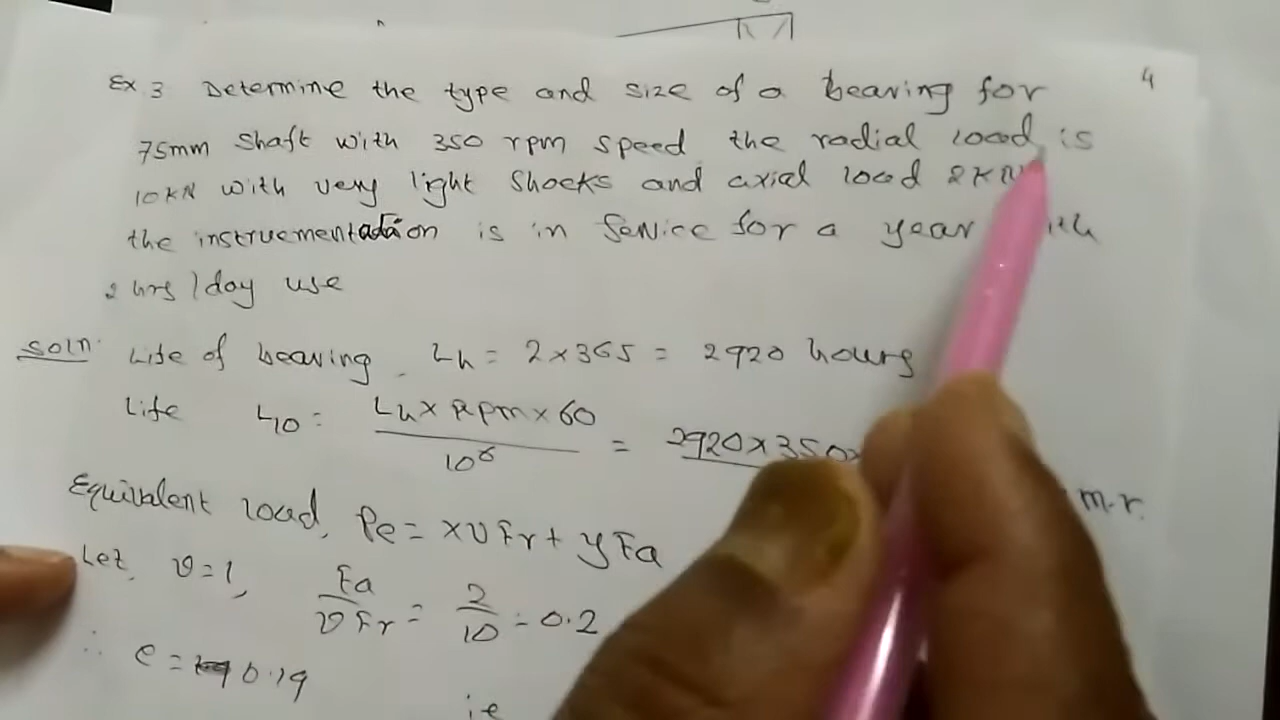 4
Ex 3 Determine the type and size of a bearing for
75mm shaft with 350 rpm speed the radial load is
10KN with very light shocks and axial load 2KN
the instruementadaion is in service for a year
2 hrs /day use
Soln. Life of bearing Lh = 2×365 = 2920 hours
Life L10 = Lh × Rpm × 60 / 10^6 = 2920×350×
m.r.
Equivalent load, Pe = XVFr + YFa
Let, V=1, Fa / VFr = 2 / 10 = 0.2
∴ e = 0.19
ie